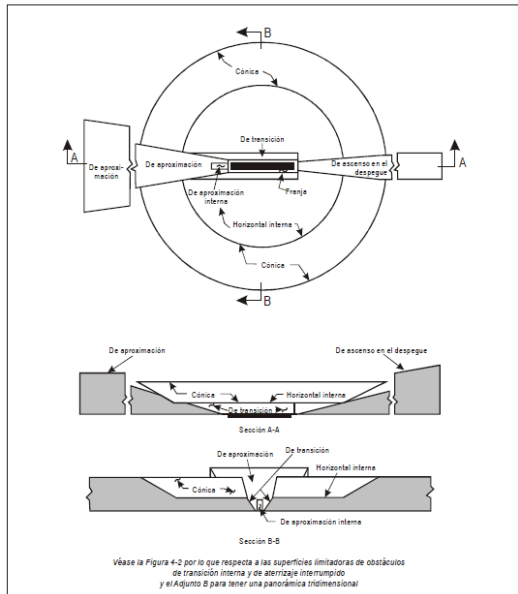 B
Cónica
A
De aproxi-
mación
De aproximación
De transición
De ascenso en el
despegue
A
De aproximación
interna
Franja
Horizontal interna
Cónica
B
De aproximación
De ascenso en el despegue
Cónica
Horizontal interna
De transición
Sección A-A
De aproximación
De transición
Horizontal interna
Cónica
De aproximación interna
Sección B-B
Véase la Figura 4-2 por lo que respecta a las superficies limitadoras de obstáculos
de transición interna y de aterrizaje interrumpido
y el Adjunto B para tener una panorámica tridimensional